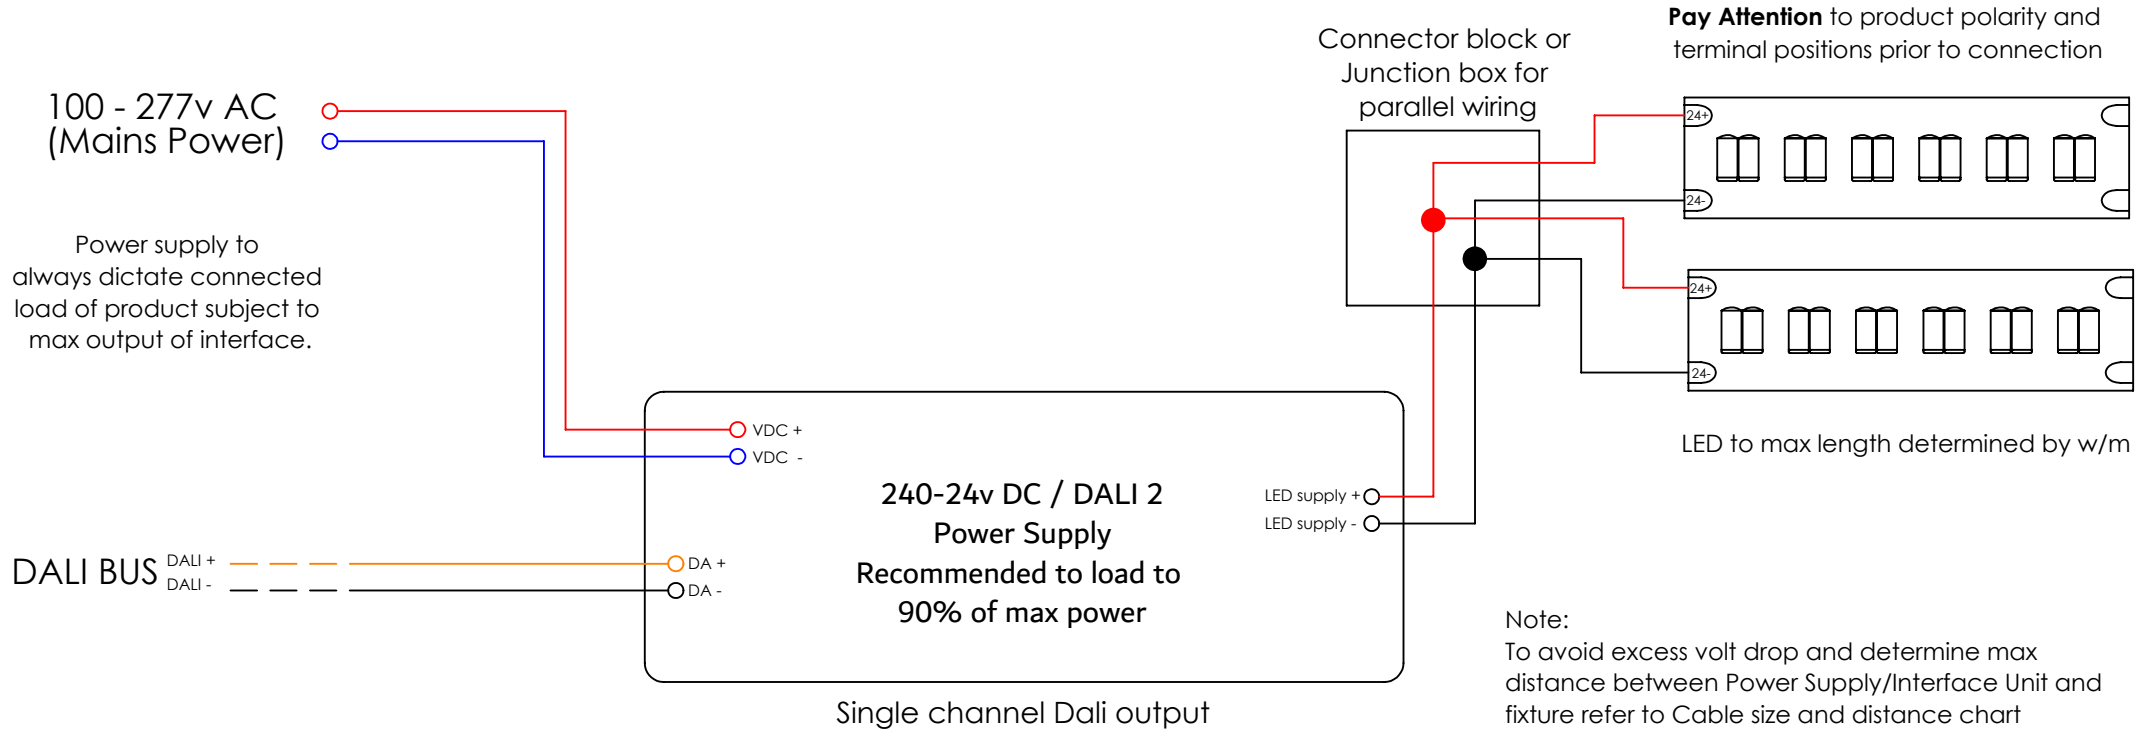 100 - 277v AC
(Mains Power)
Power supply to
always dictate connected
load of product subject to
max output of interface.
DALI BUS
DALI +
DALI -
VDC +
VDC -
DA +
DA -
240-24v DC / DALI 2
Power Supply
Recommended to load to
90% of max power
LED supply +
LED supply -
Single channel Dali output
Connector block or
Junction box for
parallel wiring
Pay Attention to product polarity and
terminal positions prior to connection
24+
24-
24+
24-
LED to max length determined by w/m
Note:
To avoid excess volt drop and determine max
distance between Power Supply/Interface Unit and
fixture refer to Cable size and distance chart